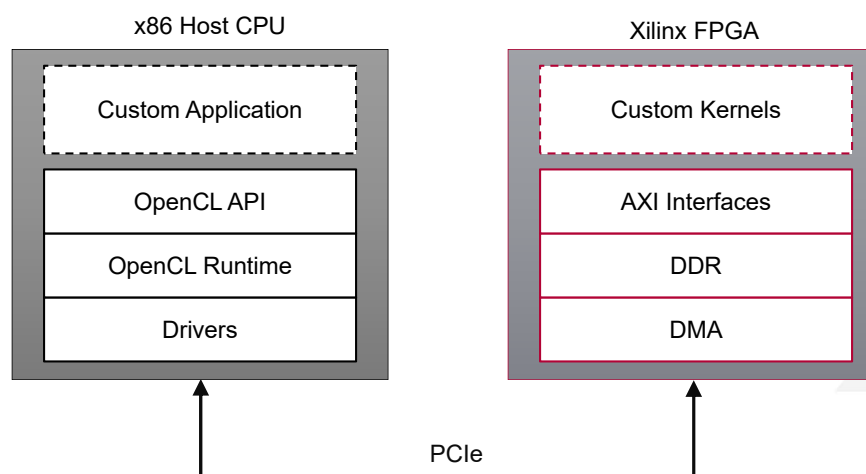 x86 Host CPU
Custom Application
OpenCL API
OpenCL Runtime
Drivers
Xilinx FPGA
Custom Kernels
AXI Interfaces
DDR
DMA
PCIe